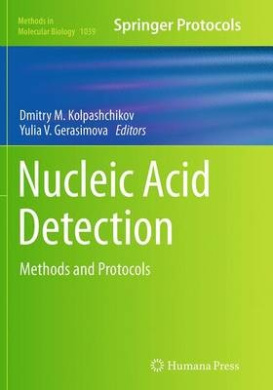 Methods in
Molecular Biology 1039
Springer Protocols
Dmitry M. Kolpashchikov
Yulia V. Gerasimova Editors
Nucleic Acid
Detection
Methods and Protocols
Humana Press